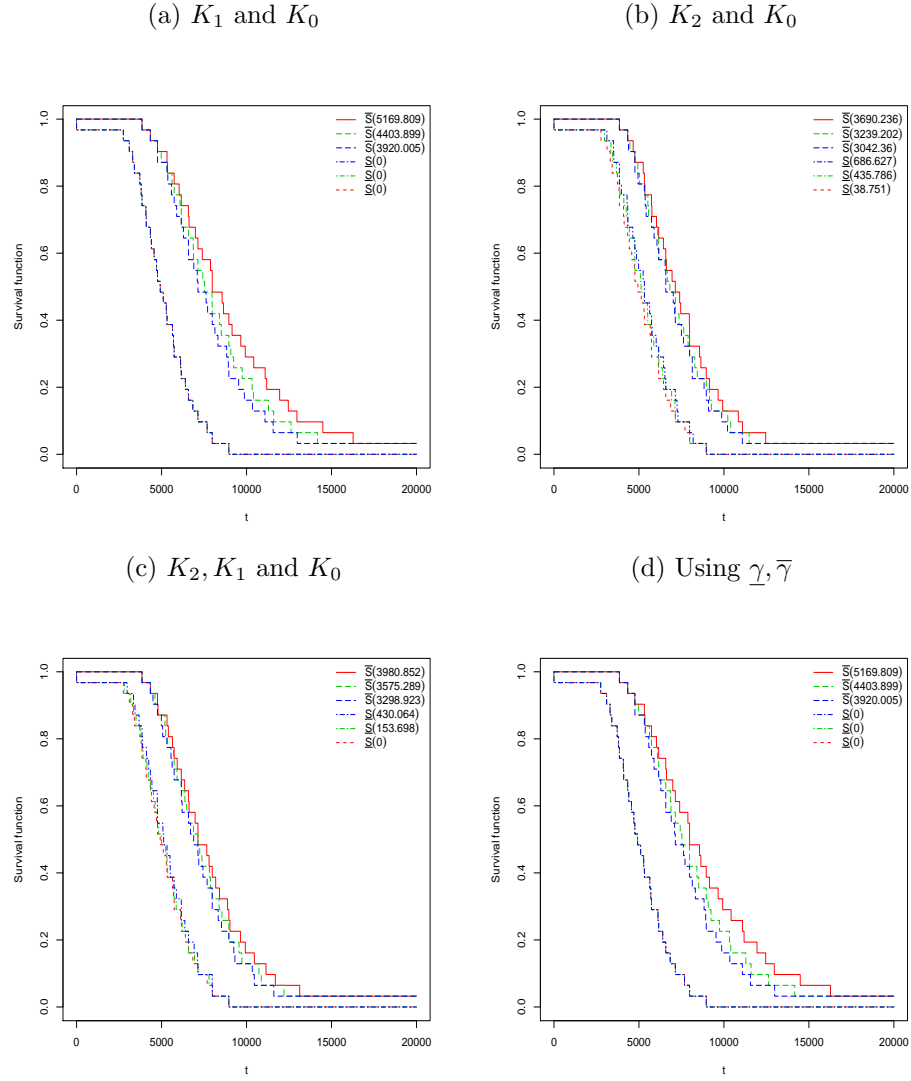 (a) K₁ and K₀
Survival function
1.0
0.8
0.6
0.4
0.2
0.0
S̅(5169.809)
S̅(4403.899)
S̅(3920.005)
S̲(0)
S̲(0)
S̲(0)
0 5000 10000 15000 20000
t
(b) K₂ and K₀
Survival function
1.0
0.8
0.6
0.4
0.2
0.0
S̅(3690.236)
S̅(3239.202)
S̅(3042.36)
S̲(686.627)
S̲(435.786)
S̲(38.751)
0 5000 10000 15000 20000
t
(c) K₂, K₁ and K₀
Survival function
1.0
0.8
0.6
0.4
0.2
0.0
S̅(3980.852)
S̅(3575.289)
S̅(3298.923)
S̲(430.064)
S̲(153.698)
S̲(0)
0 5000 10000 15000 20000
t
(d) Using γ̲, γ̅
Survival function
1.0
0.8
0.6
0.4
0.2
0.0
S̅(5169.809)
S̅(4403.899)
S̅(3920.005)
S̲(0)
S̲(0)
S̲(0)
0 5000 10000 15000 20000
t